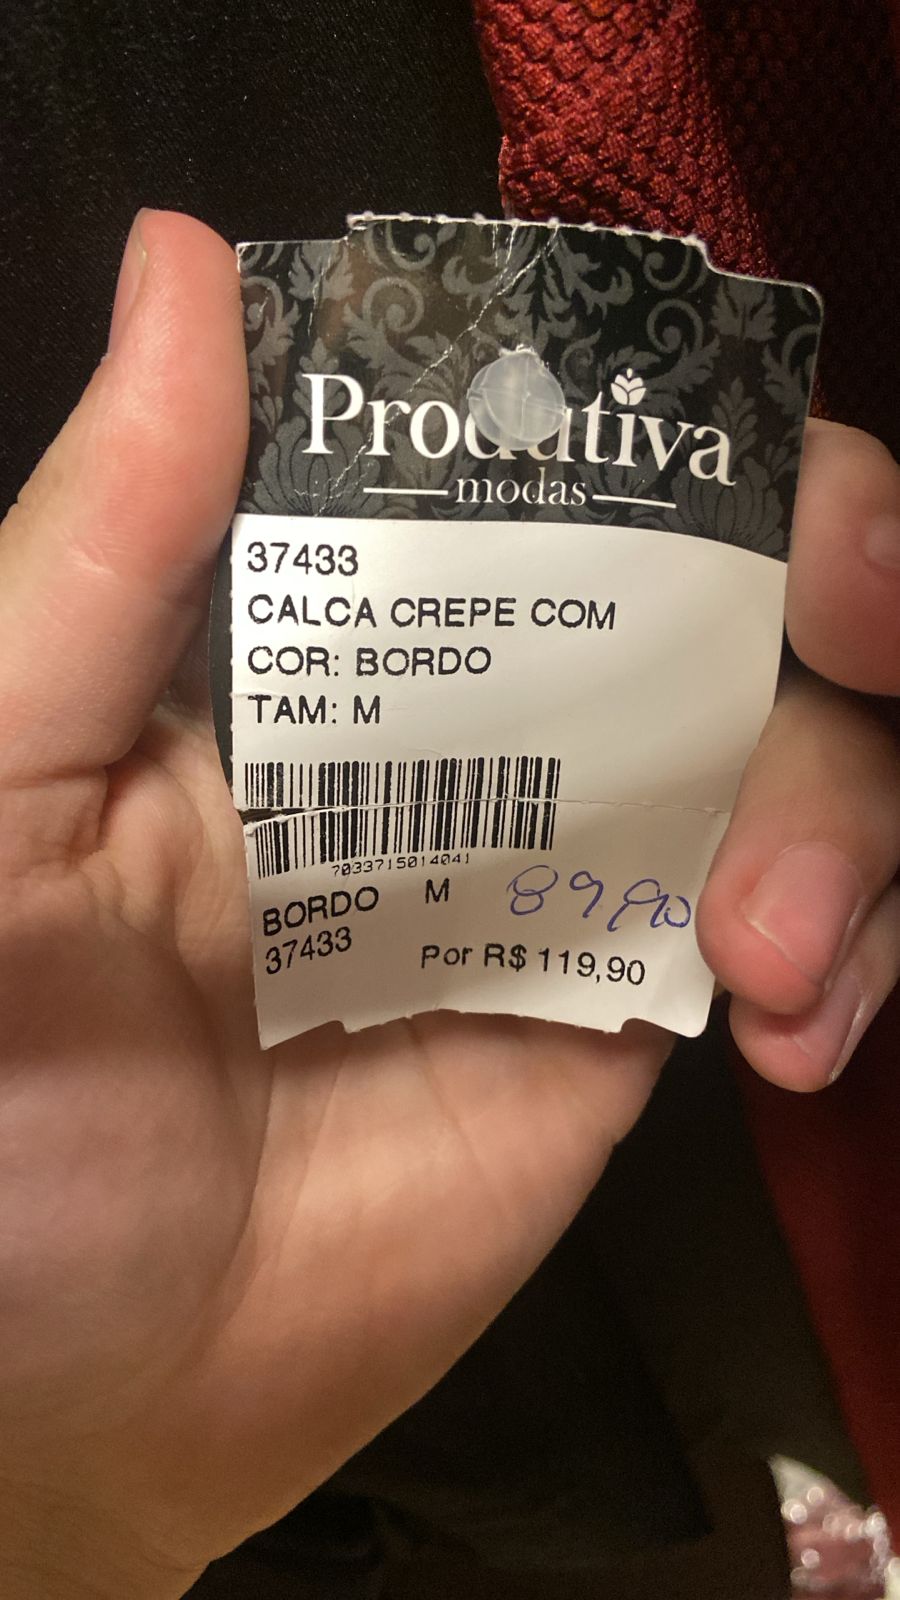 Produtiva
modas
37433
CALCA CREPE COM
COR: BORDO
TAM: M
7033715014041
BORDO M 89,90
37433 Por R$ 119,90